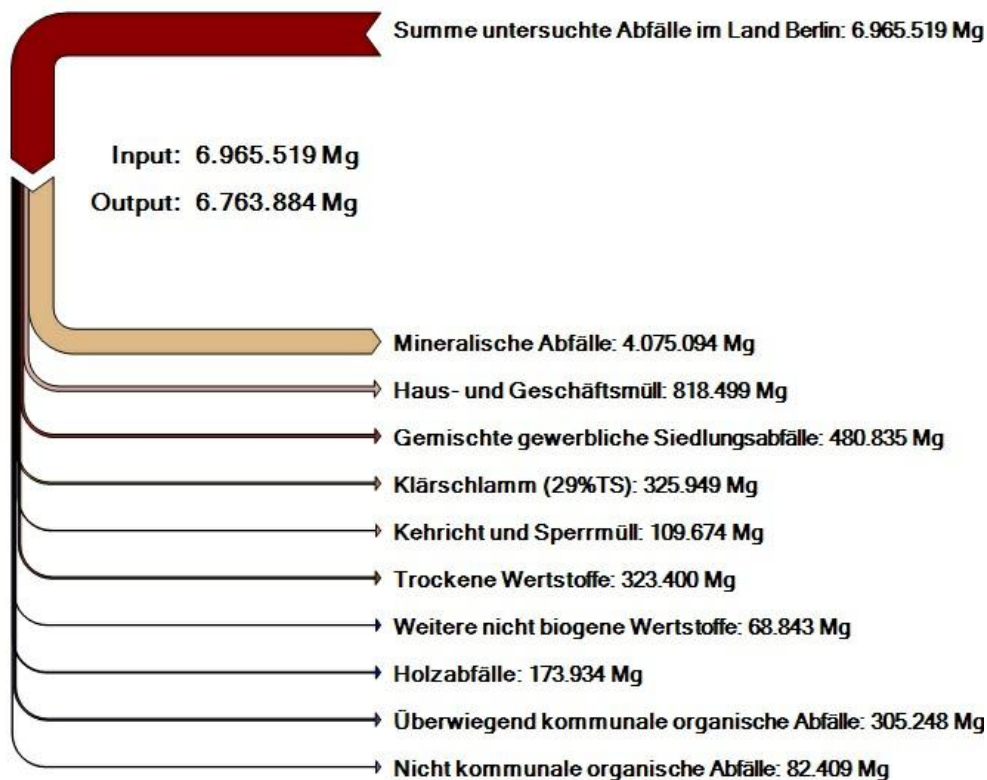 Summe untersuchte Abfälle im Land Berlin: 6.965.519 Mg
Input: 6.965.519 Mg
Output: 6.763.884 Mg
Mineralische Abfälle: 4.075.094 Mg
Haus- und Geschäftsmüll: 818.499 Mg
Gemischte gewerbliche Siedlungsabfälle: 480.835 Mg
Klärschlamm (29%TS): 325.949 Mg
Kehricht und Sperrmüll: 109.674 Mg
Trockene Wertstoffe: 323.400 Mg
Weitere nicht biogene Wertstoffe: 68.843 Mg
Holzabfälle: 173.934 Mg
Überwiegend kommunale organische Abfälle: 305.248 Mg
Nicht kommunale organische Abfälle: 82.409 Mg